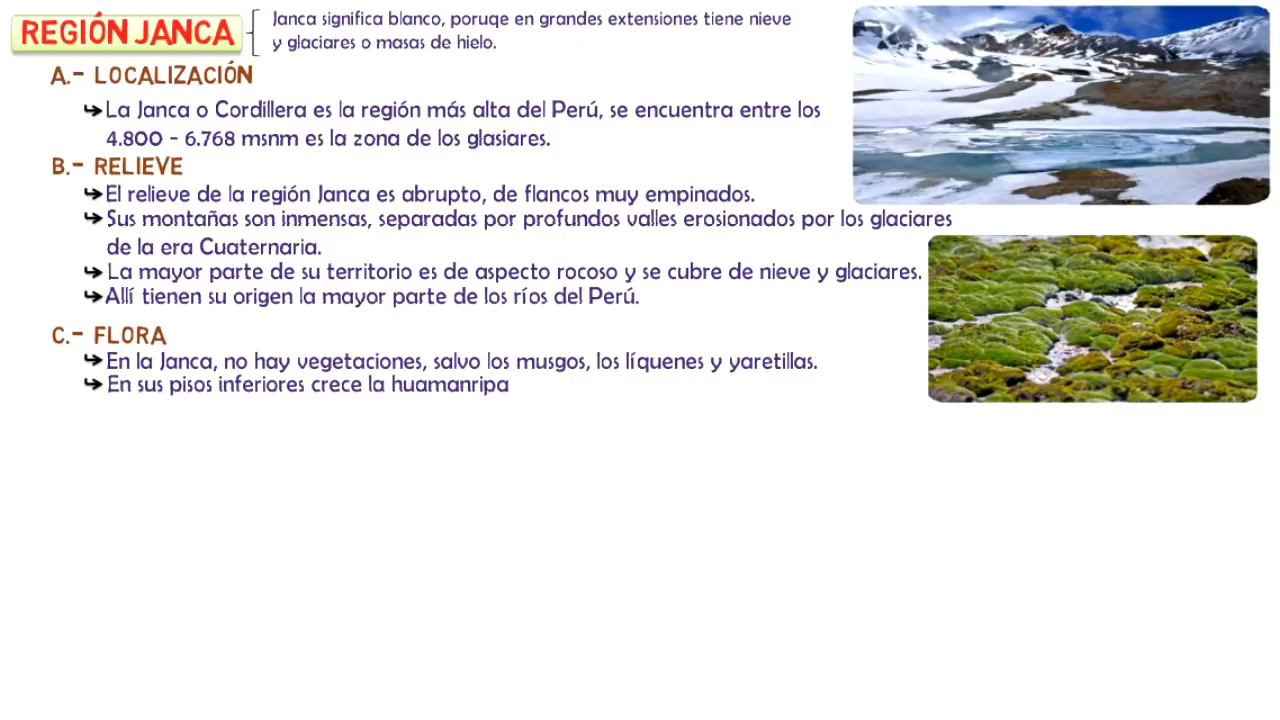 REGIÓN JANCA
Janca significa blanco, poruqe en grandes extensiones tiene nieve
y glaciares o masas de hielo.
A.- LOCALIZACIÓN
La Janca o Cordillera es la región más alta del Perú, se encuentra entre los
4.800 - 6.768 msnm es la zona de los glasiares.
B.- RELIEVE
El relieve de la región Janca es abrupto, de flancos muy empinados.
Sus montañas son inmensas, separadas por profundos valles erosionados por los glaciares
de la era Cuaternaria.
La mayor parte de su territorio es de aspecto rocoso y se cubre de nieve y glaciares.
Allí tienen su origen la mayor parte de los ríos del Perú.
C.- FLORA
En la Janca, no hay vegetaciones, salvo los musgos, los líquenes y yaretillas.
En sus pisos inferiores crece la huamanripa